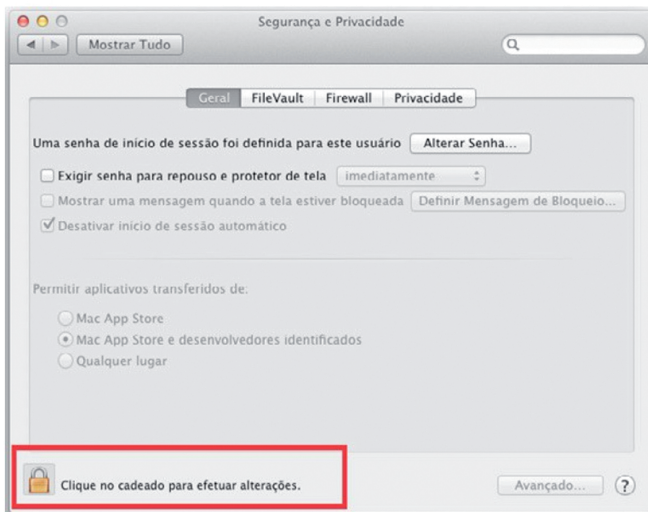 Segurança e Privacidade
Mostrar Tudo
Geral FileVault Firewall Privacidade
Uma senha de início de sessão foi definida para este usuário Alterar Senha...
Exigir senha para repouso e protetor de tela imediatamente
Mostrar uma mensagem quando a tela estiver bloqueada Definir Mensagem de Bloqueio...
Desativar início de sessão automático
Permitir aplicativos transferidos de:
Mac App Store
Mac App Store e desenvolvedores identificados
Qualquer lugar
Clique no cadeado para efetuar alterações. Avançado... ?